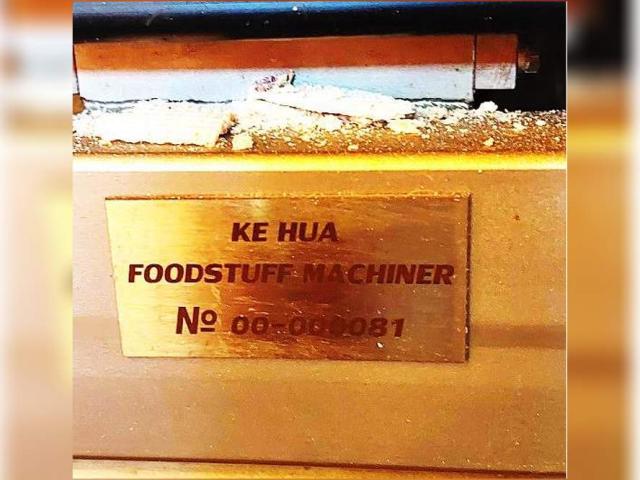 KE HUA
FOODSTUFF MACHINER
Nº 00-000081